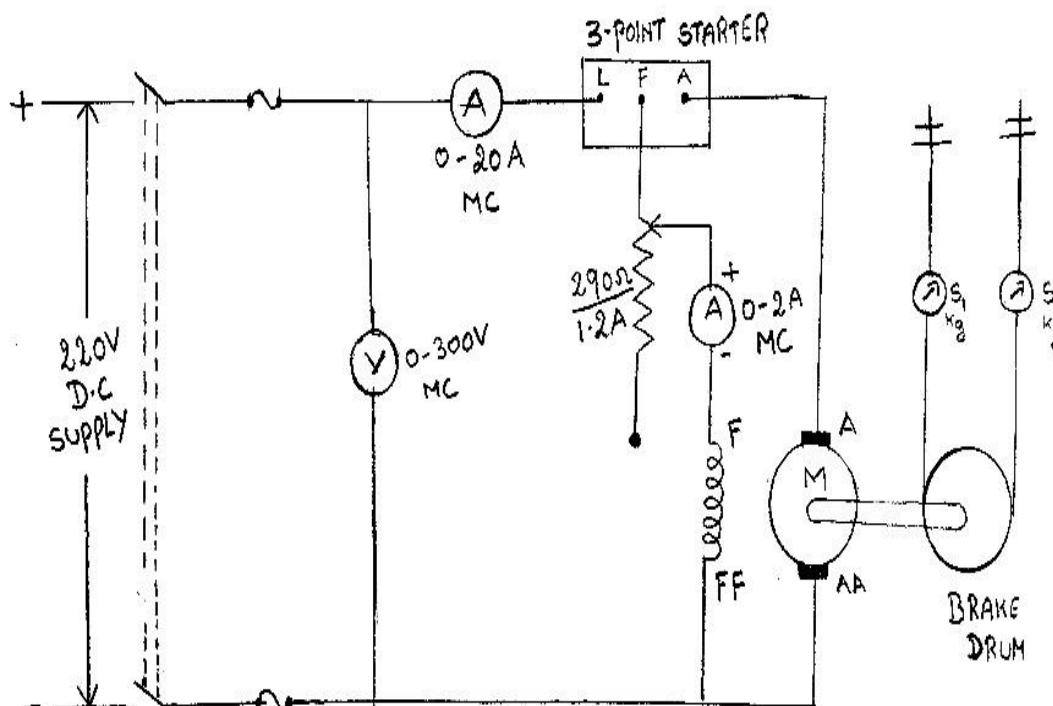 3-POINT STARTER
L F A
+
A
0-20A
MC
220V
D.C
SUPPLY
V
0-300V
MC
290Ω
1.2A
+
A
0-2A
MC
-
F
FF
A
M
AA
S1
kg
S
k
BRAKE
DRUM
-